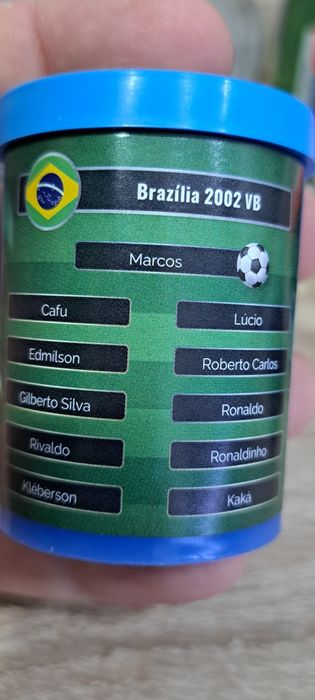 Brazília 2002 VB
Marcos
Cafu
Lúcio
Edmilson
Roberto Carlos
Gilberto Silva
Ronaldo
Rivaldo
Ronaldinho
Kléberson
Kaká